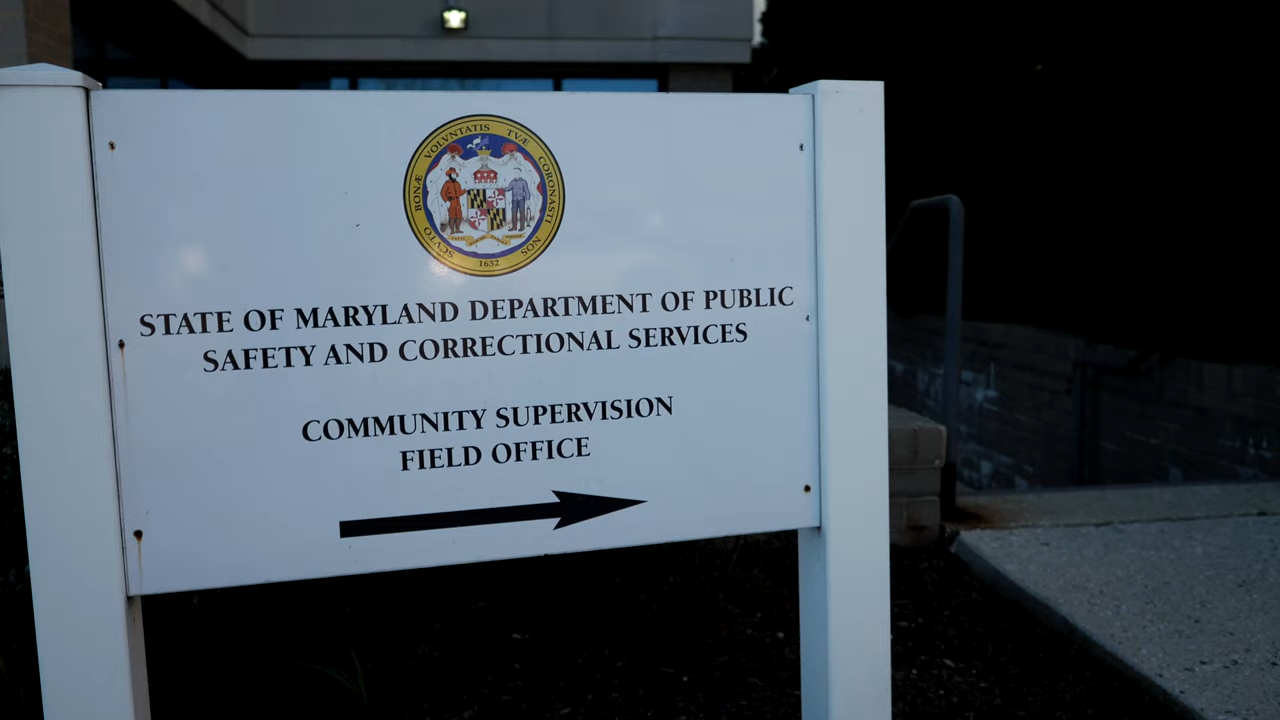 SCVTO BONÆ VOLVNTATIS TVÆ CORONASTI NOS
1632
STATE OF MARYLAND DEPARTMENT OF PUBLIC
SAFETY AND CORRECTIONAL SERVICES
COMMUNITY SUPERVISION
FIELD OFFICE